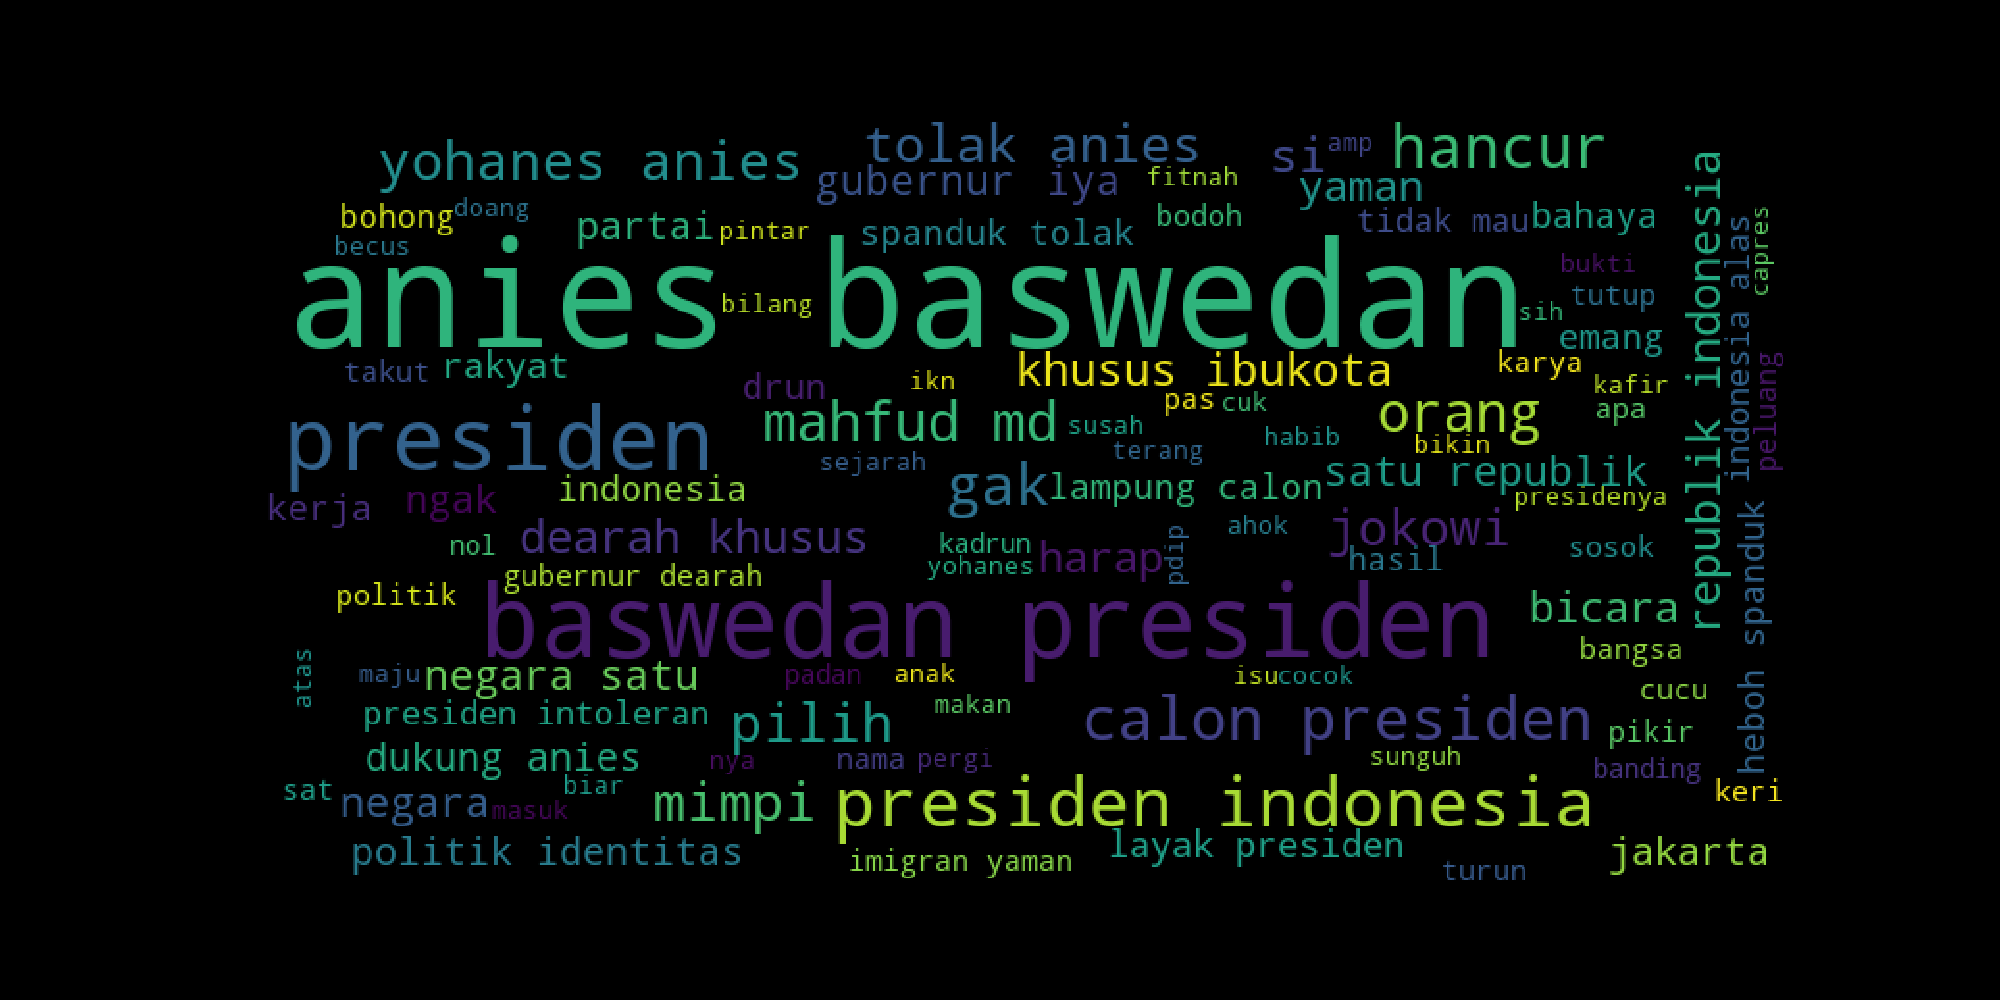 tolak anies
hancur
yohanes anies
si
amp
gubernur iya
fitnah
yaman
bohong
doang
partai
pintar
spanduk tolak
bodoh
tidak mau
bahaya
becus
anies baswedan
bilang
bukti
tutup
sih
emang
republik indonesia
heboh spanduk indonesia alas
capres
peluang
takut
rakyat
drun
ikn
khusus ibukota
karya
kafir
presiden
mahfud md
susah
pas
cuk
orang
apa
habib
bikin
terang
sejarah
kerja
ngak
indonesia
gak
lampung calon
satu republik
presidenya
nol
dearah khusus
kadrun
yohanes
harap
pdip
ahok
jokowi
hasil
sosok
gubernur dearah
politik
baswedan presiden
bicara
bangsa
atas
maju
negara satu
padan
anak
isu
cocok
cucu
presiden intoleran
pilih
makan
calon presiden
pikir
dukung anies
nya
nama
pergi
sunguh
banding
sat
negara
masuk
biar
mimpi
presiden indonesia
keri
politik identitas
imigran yaman
layak presiden
turun
jakarta